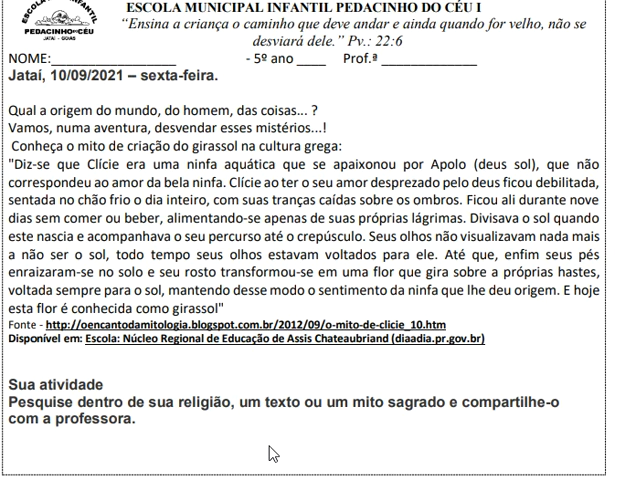 ESCOLA MUNICIPAL INFANTIL PEDACINHO DO CÉU I
“Ensina a criança o caminho que deve andar e ainda quando for velho, não se
desviará dele.” Pv.: 22:6
PEDACINHO DO CÉU
JATAÍ - GOIÁS
NOME:___________________ - 5º ano ____ Prof.ª _____________
Jataí, 10/09/2021 – sexta-feira.
Qual a origem do mundo, do homem, das coisas... ?
Vamos, numa aventura, desvendar esses mistérios...!
Conheça o mito de criação do girassol na cultura grega:
"Diz-se que Clície era uma ninfa aquática que se apaixonou por Apolo (deus sol), que não
correspondeu ao amor da bela ninfa. Clície ao ter o seu amor desprezado pelo deus ficou debilitada,
sentada no chão frio o dia inteiro, com suas tranças caídas sobre os ombros. Ficou ali durante nove
dias sem comer ou beber, alimentando-se apenas de suas próprias lágrimas. Divisava o sol quando
este nascia e acompanhava o seu percurso até o crepúsculo. Seus olhos não visualizavam nada mais
a não ser o sol, todo tempo seus olhos estavam voltados para ele. Até que, enfim seus pés
enraizaram-se no solo e seu rosto transformou-se em uma flor que gira sobre a próprias hastes,
voltada sempre para o sol, mantendo desse modo o sentimento da ninfa que lhe deu origem. E hoje
esta flor é conhecida como girassol"
Fonte - http://oencantodamitologia.blogspot.com.br/2012/09/o-mito-de-clicie_10.htm
Disponível em: Escola: Núcleo Regional de Educação de Assis Chateaubriand (diaadia.pr.gov.br)
Sua atividade
Pesquise dentro de sua religião, um texto ou um mito sagrado e compartilhe-o
com a professora.